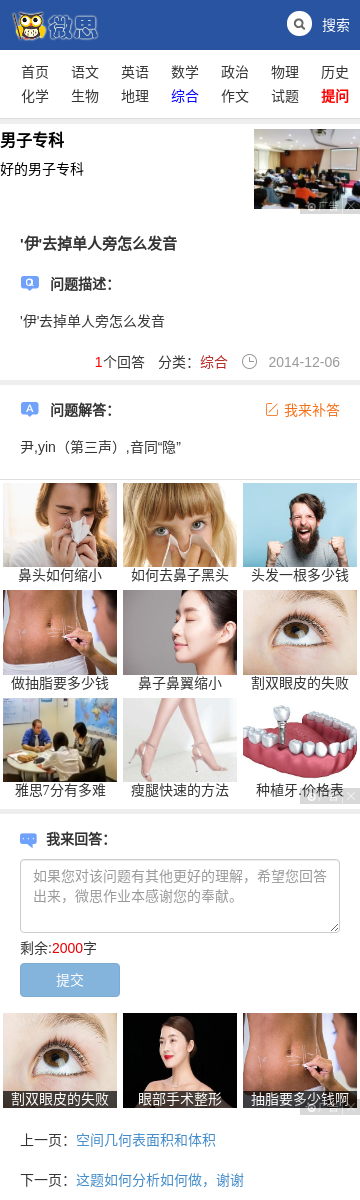 微思 搜索
首页 语文 英语 数学 政治 物理 历史
化学 生物 地理 综合 作文 试题 提问
男子专科
好的男子专科
广告
'伊'去掉单人旁怎么发音
问题描述：
'伊'去掉单人旁怎么发音
1个回答 分类：综合 2014-12-06
问题解答：
我来补答
尹,yin（第三声）,音同“隐”
鼻头如何缩小 如何去鼻子黑头 头发一根多少钱
做抽脂要多少钱 鼻子鼻翼缩小 割双眼皮的失败
雅思7分有多难 瘦腿快速的方法 种植牙.价格表
广告
我来回答：
如果您对该问题有其他更好的理解，希望您回答
出来，微思作业本感谢您的奉献。
剩余:2000字
提交
割双眼皮的失败 眼部手术整形 抽脂要多少钱啊
广告
上一页：空间几何表面积和体积
下一页：这题如何分析如何做，谢谢